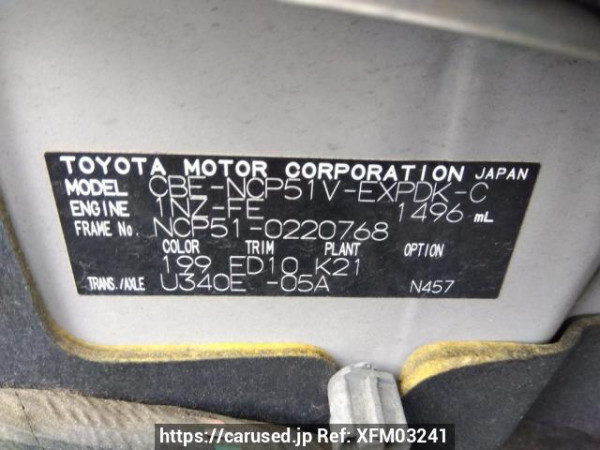 TOYOTA MOTOR CORPORATION JAPAN
MODEL CBE-NCP51V-EXPDK-C
ENGINE 1NZ-FE 1496 mL
FRAME No. NCP51-0220768
COLOR TRIM PLANT OPTION
199 ED10 K21
TRANS./AXLE U340E -05A N457
https://carused.jp Ref: XFM03241